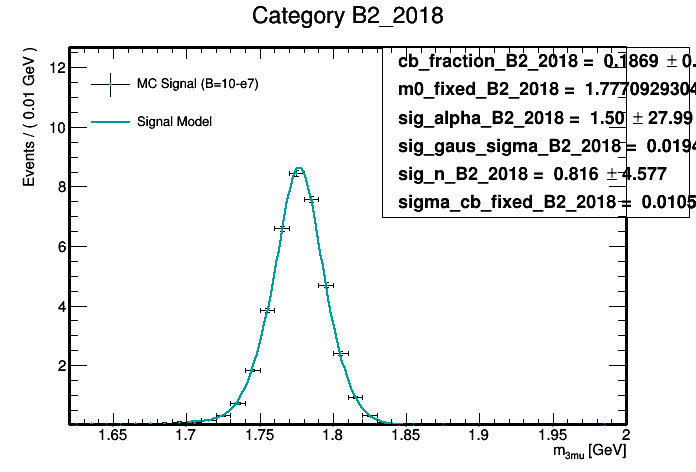 Category B2_2018
Events / ( 0.01 GeV )
12
10
8
6
4
2
MC Signal (B=10-e7)
Signal Model
cb_fraction_B2_2018 = 0.1869 ± 0.
m0_fixed_B2_2018 = 1.7770929304
sig_alpha_B2_2018 = 1.50 ± 27.99
sig_gaus_sigma_B2_2018 = 0.0194
sig_n_B2_2018 = 0.816 ± 4.577
sigma_cb_fixed_B2_2018 = 0.0105
1.65 1.7 1.75 1.8 1.85 1.9 1.95 2
m3mu [GeV]